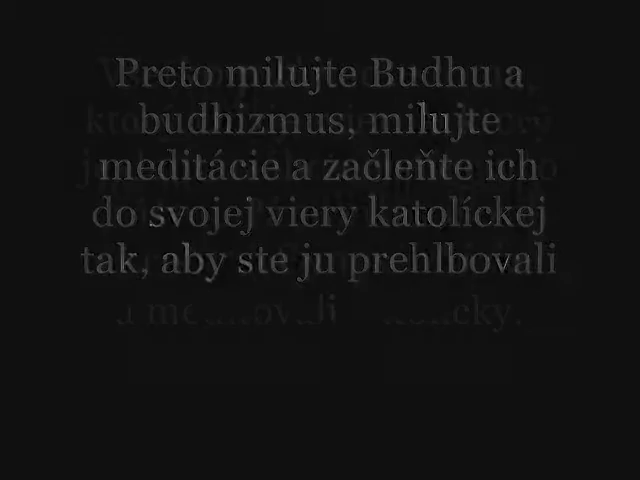 Preto milujte Budhu a
budhizmus, milujte
meditácie a začleňte ich
do svojej viery katolíckej
tak, aby ste ju prehlbovali
a